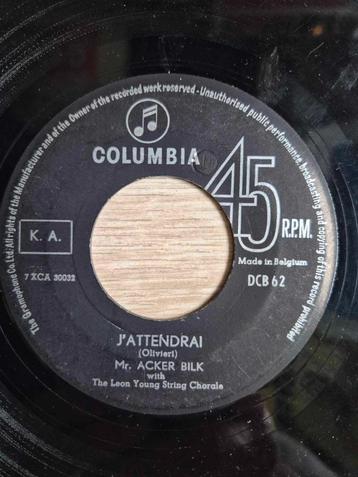 The Gramophone Co. Ltd. All rights of the Manufacturer and of the Owner of the recorded work reserved - Unauthorised public performance, broadcasting and copying of this record prohibited
COLUMBIA
45
R.P.M.
K. A.
Made in Belgium
7 XCA 30032
DCB 62
J'ATTENDRAI
(Olivieri)
Mr. ACKER BILK
with
The Leon Young String Chorale